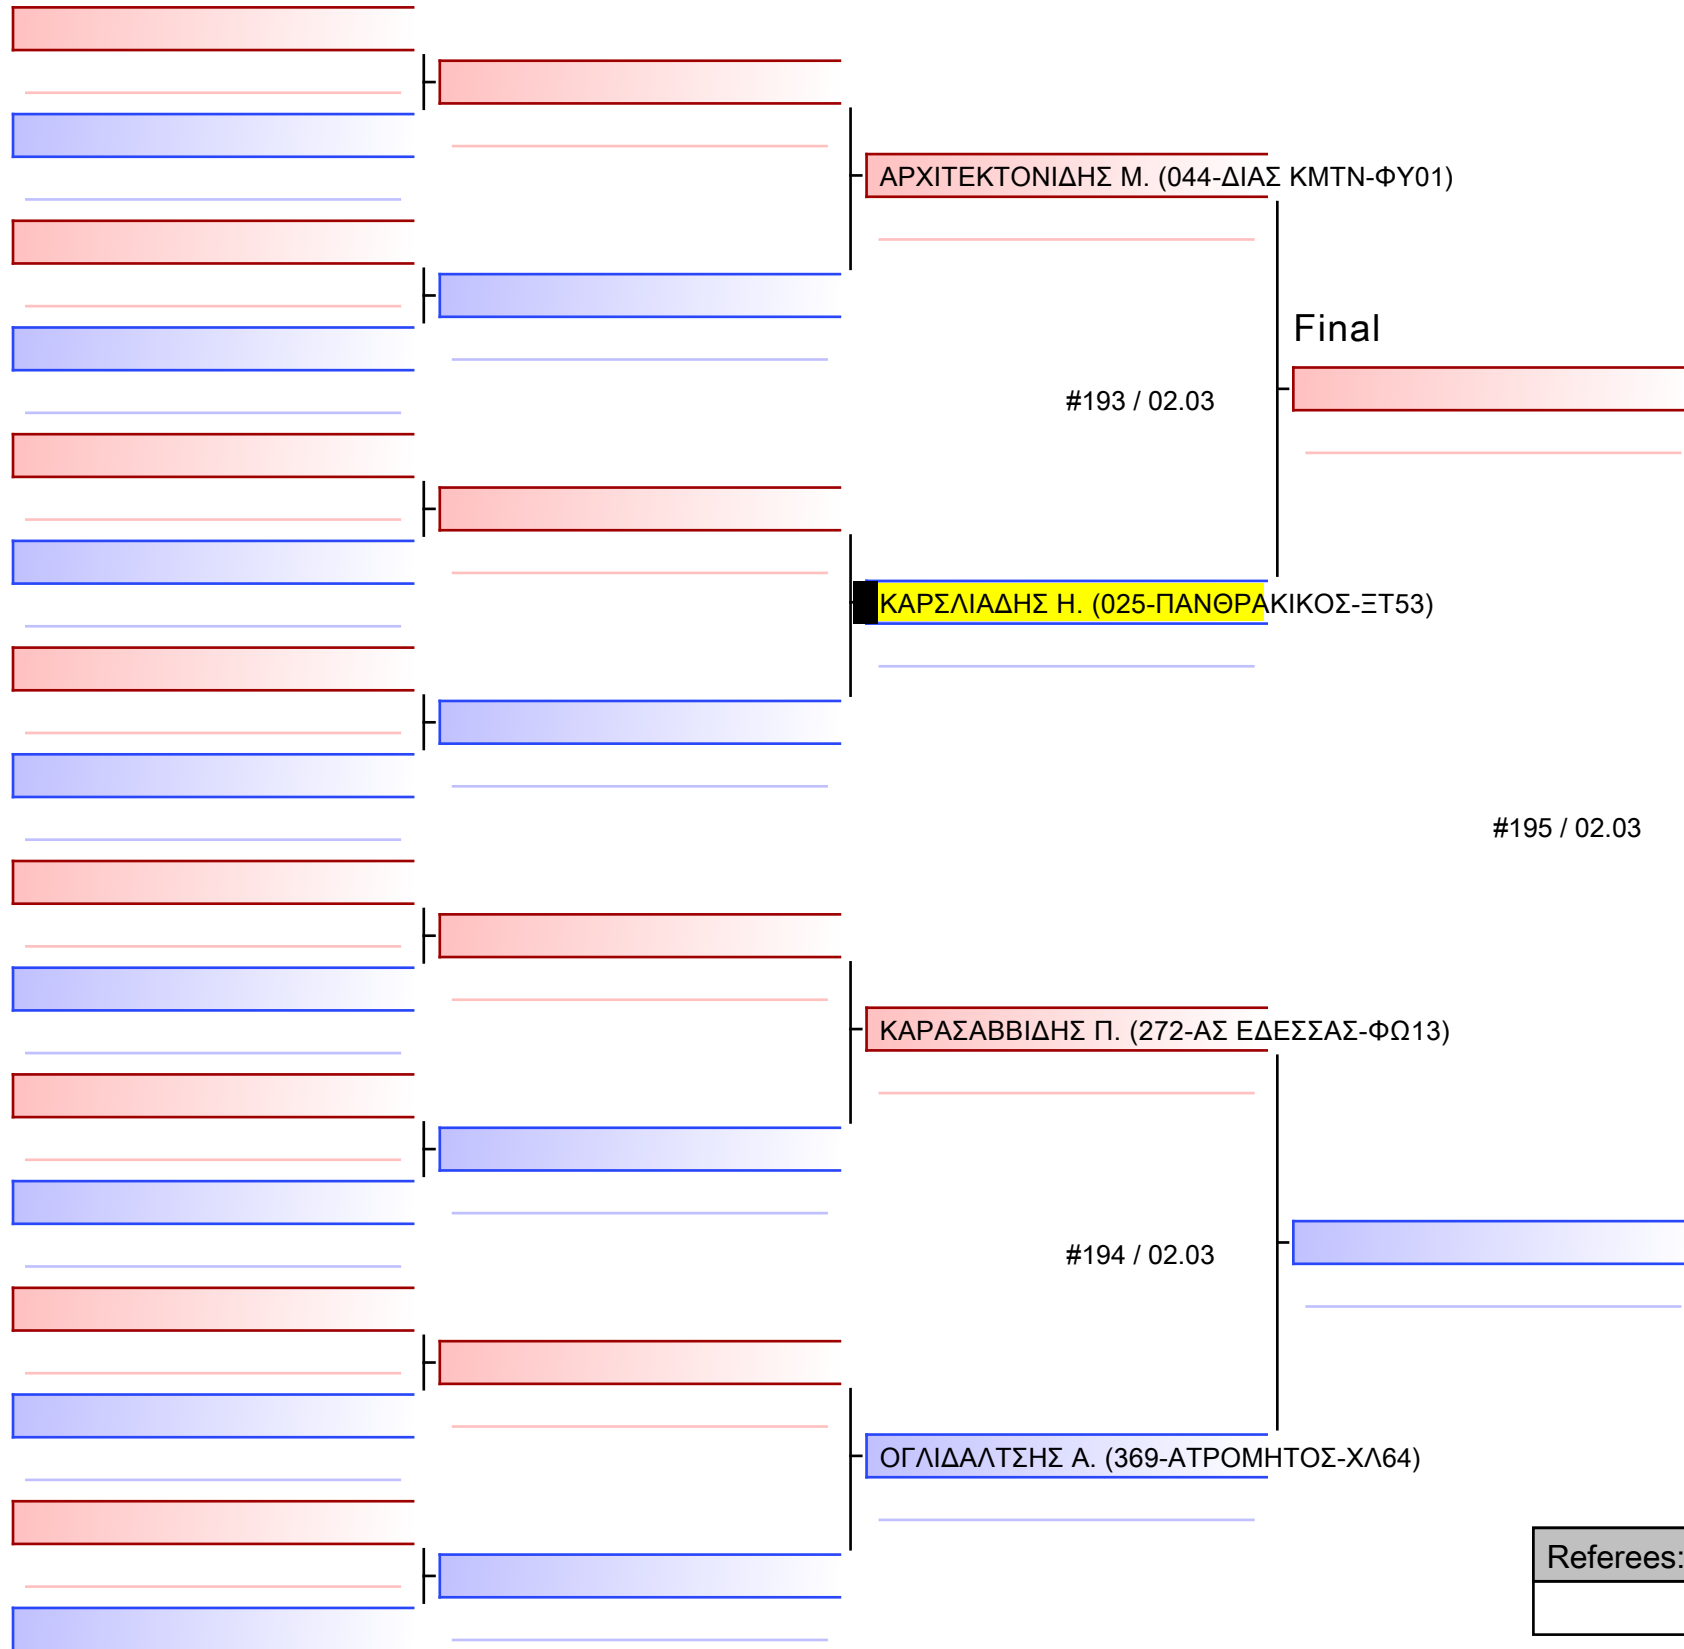 ΑΡΧΙΤΕΚΤΟΝΙΔΗΣ Μ. (044-ΔΙΑΣ ΚΜΤΝ-ΦΥ01)
Final
#193 / 02.03
ΚΑΡΣΛΙΑΔΗΣ Η. (025-ΠΑΝΘΡΑΚΙΚΟΣ-ΞΤ53)
#195 / 02.03
ΚΑΡΑΣΑΒΒΙΔΗΣ Π. (272-ΑΣ ΕΔΕΣΣΑΣ-ΦΩ13)
#194 / 02.03
ΟΓΛΙΔΑΛΤΣΗΣ Α. (369-ΑΤΡΟΜΗΤΟΣ-ΧΛ64)
Referees: